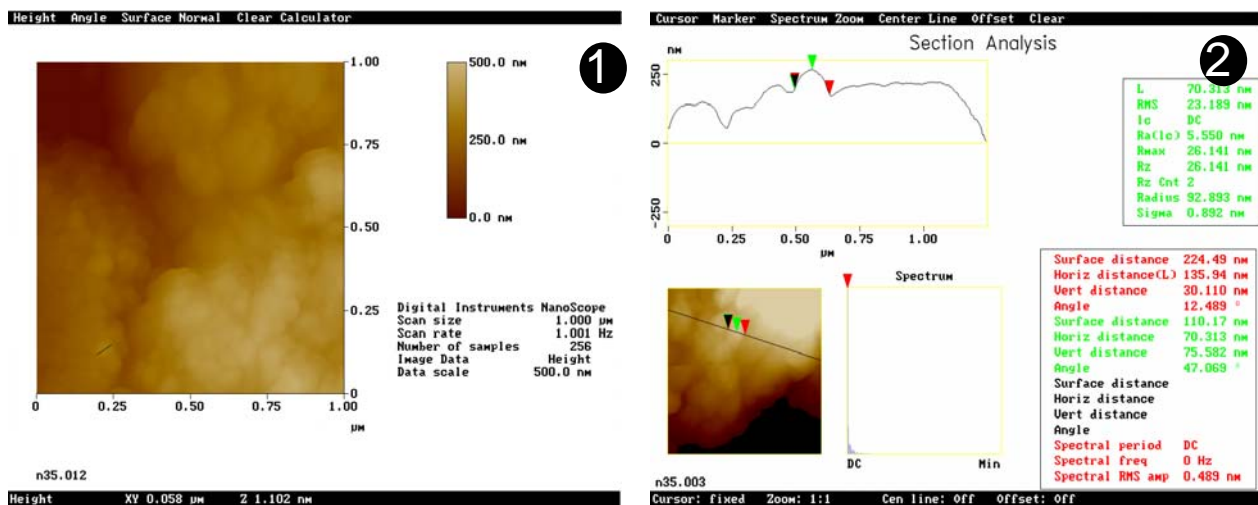 Height Angle Surface Normal Clear Calculator
1
1.00
0.75
0.50
0.25
0
0 0.25 0.50 0.75 1.00
µM
500.0 nM
250.0 nM
0.0 nM
Digital Instruments NanoScope
Scan size 1.000 µM
Scan rate 1.001 Hz
Number of samples 256
Image Data Height
Data scale 500.0 nM
n35.012
Height XY 0.058 µM Z 1.102 nM
Cursor Marker Spectrum Zoom Center Line Offset Clear
Section Analysis
2
nM
250
0
-250
0 0.25 0.50 0.75 1.00
µM
L 70.313 nM
RMS 23.189 nM
lc DC
Ra(lc) 5.550 nM
Rmax 26.141 nM
Rz 26.141 nM
Rz Cnt 2
Radius 92.893 nM
Sigma 0.892 nM
Spectrum
DC Min
Surface distance 224.49 nM
Horiz distance(L) 135.94 nM
Vert distance 30.110 nM
Angle 12.489 °
Surface distance 110.17 nM
Horiz distance 70.313 nM
Vert distance 75.582 nM
Angle 47.069 °
Surface distance
Horiz distance
Vert distance
Angle
Spectral period DC
Spectral freq 0 Hz
Spectral RMS amp 0.489 nM
n35.003
Cursor: fixed Zoom: 1:1 Cen line: Off Offset: Off